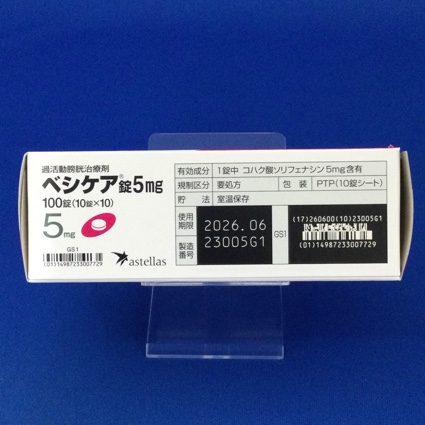 過活動膀胱治療剤
ベシケア®錠5mg
100錠(10錠×10)
5mg
GS1
(01)14987233007729
astellas
有効成分 1錠中 コハク酸ソリフェナシン5mg含有
規制区分 要処方 包装 PTP(10錠シート)
貯法 室温保存
使用期限 2026.06
製造番号 23005G1
GS1
(17)260600(10)23005G1
(01)14987233007729